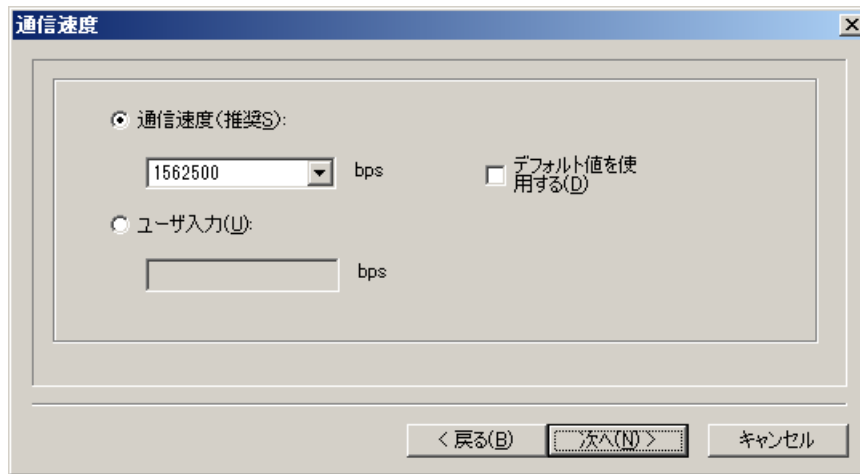 通信速度
通信速度(推奨S):
1562500 bps
デフォルト値を使
用する(D)
ユーザ入力(U):
bps
< 戻る(B) 次へ(N) > キャンセル